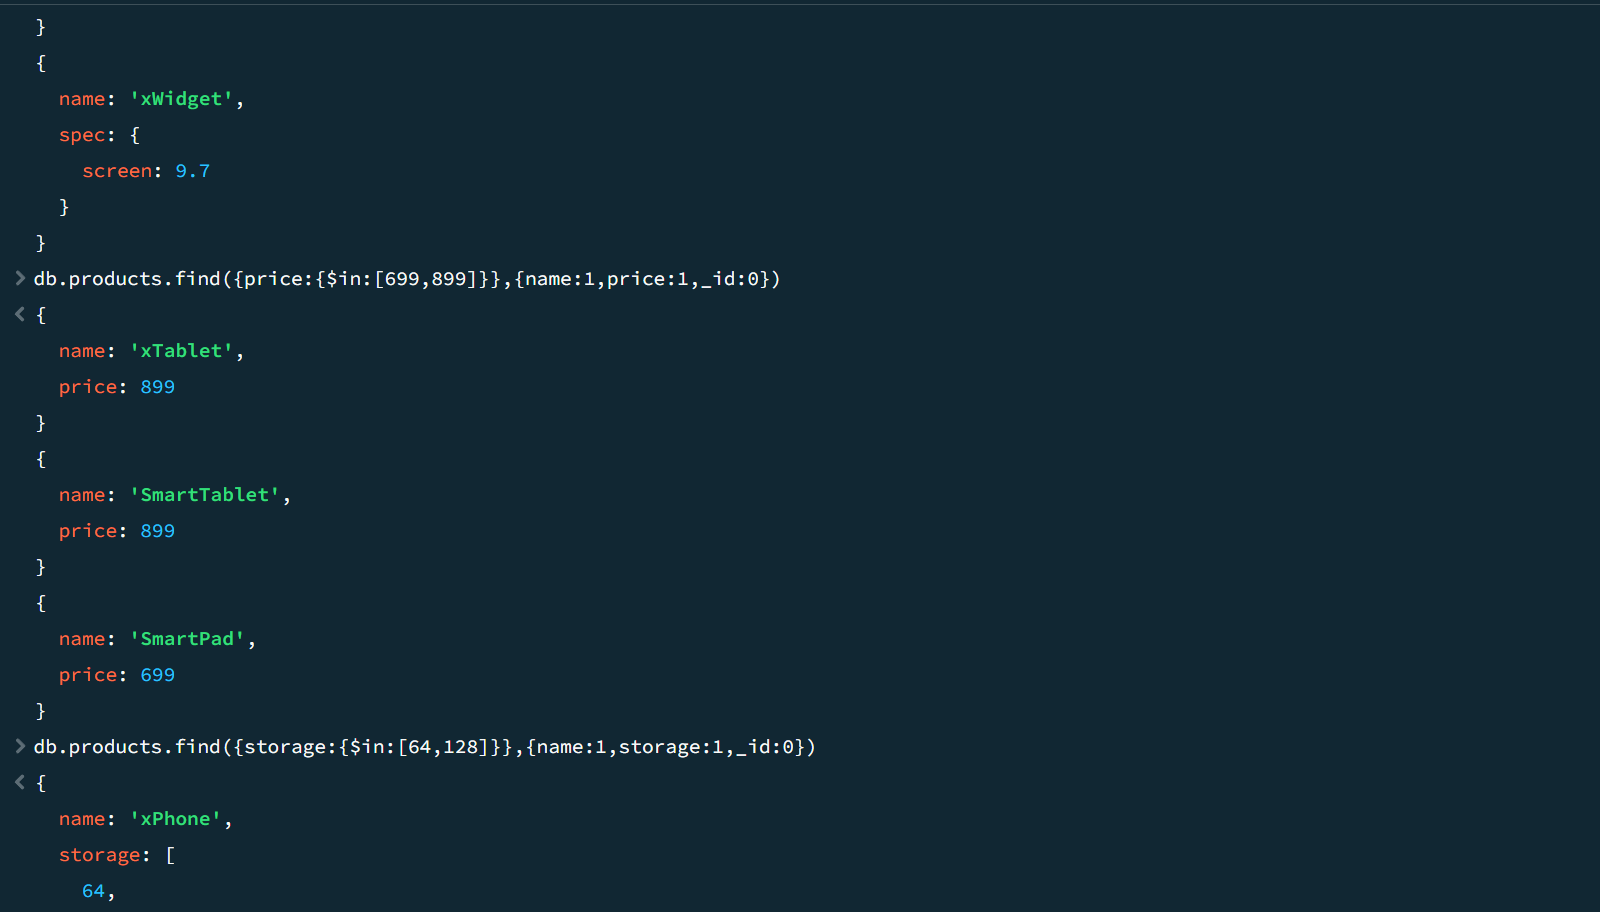 }
{
name: 'xWidget',
spec: {
screen: 9.7
}
}
> db.products.find({price:{$in:[699,899]}},{name:1,price:1,_id:0})
< {
name: 'xTablet',
price: 899
}
{
name: 'SmartTablet',
price: 899
}
{
name: 'SmartPad',
price: 699
}
> db.products.find({storage:{$in:[64,128]}},{name:1,storage:1,_id:0})
< {
name: 'xPhone',
storage: [
64,